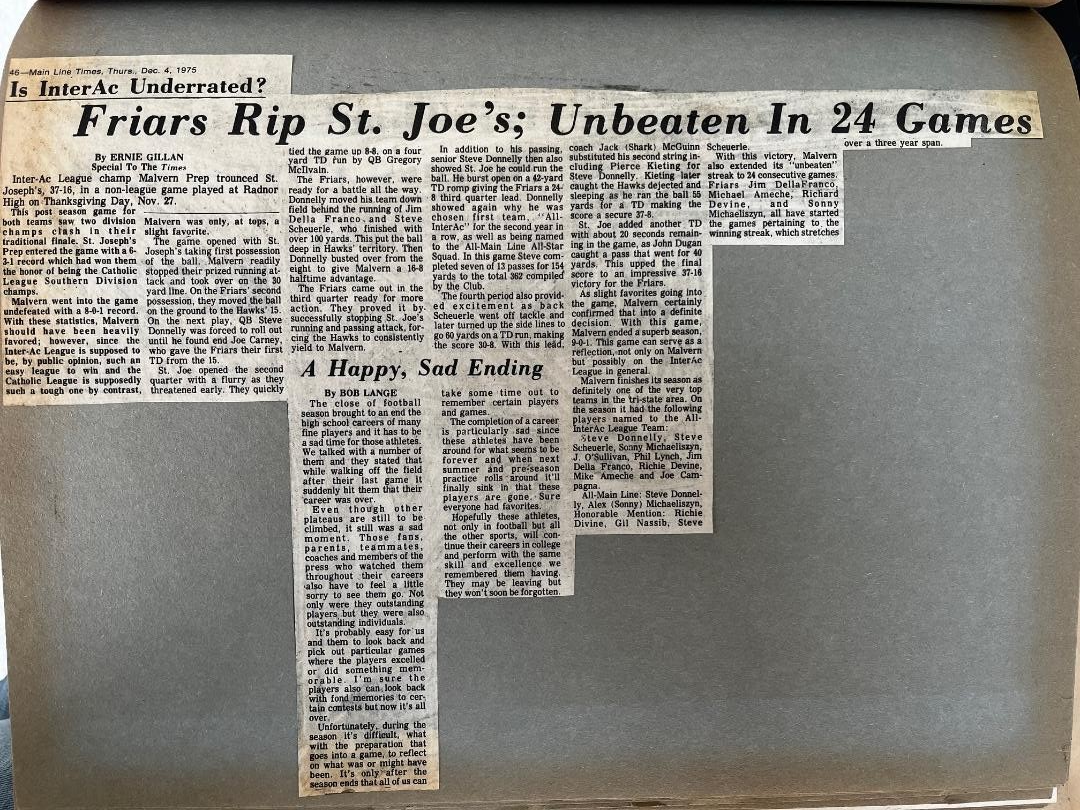 46—Main Line Times, Thurs., Dec. 4, 1975
Is InterAc Underrated?
Friars Rip St. Joe's; Unbeaten In 24 Games
By ERNIE GILLAN
Special To The Times
Inter-Ac League champ Malvern Prep trounced St.
Joseph's, 37-16, in a non-league game played at Radnor
High on Thanksgiving Day, Nov. 27.
This post season game for
both teams saw two division
champs clash in their
traditional finale. St. Joseph's
Prep entered the game with a 6-
3-1 record which had won them
the honor of being the Catholic
League Southern Division
champs.
Malvern went into the game
undefeated with a 8-0-1 record.
With these statistics, Malvern
should have been heavily
favored; however, since the
Inter-Ac League is supposed to
be, by public opinion, such an
easy league to win and the
Catholic League is supposedly
such a tough one by contrast,
Malvern was only, at tops, a
slight favorite.
The game opened with St.
Joseph's taking first possession
of the ball. Malvern readily
stopped their prized running at-
tack and took over on the 30
yard line. On the Friars' second
possession, they moved the ball
on the ground to the Hawks' 15.
On the next play, QB Steve
Donnelly was forced to roll out
until he found end Joe Carney,
who gave the Friars their first
TD from the 15.
St. Joe opened the second
quarter with a flurry as they
threatened early. They quickly
tied the game up 8-8, on a four
yard TD run by QB Gregory
McIlvain.
The Friars, however, were
ready for a battle all the way.
Donnelly moved his team down
field behind the running of Jim
Della Franco and Steve
Scheuerle, who finished with
over 100 yards. This put the ball
deep in Hawks' territory. Then
Donnelly busted over from the
eight to give Malvern a 16-8
halftime advantage.
The Friars came out in the
third quarter ready for more
action. They proved it by
successfully stopping St. Joe's
running and passing attack, for-
cing the Hawks to consistently
yield to Malvern.
In addition to his passing,
senior Steve Donnelly then also
showed St. Joe he could run the
ball. He burst open on a 42-yard
TD romp giving the Friars a 24-
8 third quarter lead. Donnelly
showed again why he was
chosen first team, "All-
InterAc" for the second year in
a row, as well as being named
to the All-Main Line All-Star
Squad. In this game Steve com-
pleted seven of 13 passes for 154
yards to the total 362 compiled
by the Club.
The fourth period also provid-
ed excitement as back
Scheuerle went off tackle and
later turned up the side lines to
go 60 yards on a TD run, making
the score 30-8. With this lead,
coach Jack (Shark) McGuinn
substituted his second string in-
cluding Pierce Kieting for
Steve Donnelly. Kieting later
caught the Hawks dejected and
sleeping as he ran the ball 55
yards for a TD making the
score a secure 37-8.
St. Joe added another TD
with about 20 seconds remain-
ing in the game, as John Dugan
caught a pass that went for 40
yards. This upped the final
score to an impressive 37-16
victory for the Friars.
As slight favorites going into
the game, Malvern certainly
confirmed that into a definite
decision. With this game,
Malvern ended a superb season,
9-0-1. This game can serve as a
reflection, not only on Malvern
but possibly on the InterAc
League in general.
Malvern finishes its season as
definitely one of the very top
teams in the tri-state area. On
the season it had the following
players named to the All-
InterAc League Team:
Steve Donnelly, Steve
Scheuerle, Sonny Michaeliszyn,
J. O'Sullivan, Phil Lynch, Jim
Della Franco, Richie Devine,
Mike Ameche and Joe Cam-
pagna.
All-Main Line: Steve Donnel-
ly, Alex (Sonny) Michaeliszyn,
Honorable Mention: Richie
Divine, Gil Nassib, Steve
Scheuerle.
With this victory, Malvern
also extended its "unbeaten"
streak to 24 consecutive games.
Friars Jim DellaFranco,
Michael Ameche, Richard
Devine, and Sonny
Michaeliszyn, all have started
the games pertaining to the
winning streak, which stretches
over a three year span.
A Happy, Sad Ending
By BOB LANGE
The close of football
season brought to an end the
high school careers of many
fine players and it has to be
a sad time for those athletes.
We talked with a number of
them and they stated that
while walking off the field
after their last game it
suddenly hit them that their
career was over.
Even though other
plateaus are still to be
climbed, it still was a sad
moment. Those fans,
parents, teammates,
coaches and members of the
press who watched them
throughout their careers
also have to feel a little
sorry to see them go. Not
only were they outstanding
players but they were also
outstanding individuals.
It's probably easy for us
and them to look back and
pick out particular games
where the players excelled
or did something mem-
orable. I'm sure the
players also can look back
with fond memories to cer-
tain contests but now it's all
over.
Unfortunately, during the
season it's difficult, what
with the preparation that
goes into a game, to reflect
on what was or might have
been. It's only after the
season ends that all of us can
take some time out to
remember certain players
and games.
The completion of a career
is particularly sad since
these athletes have been
around for what seems to be
forever and when next
summer and pre-season
practice rolls around it'll
finally sink in that these
players are gone. Sure
everyone had favorites.
Hopefully these athletes,
not only in football but all
the other sports, will con-
tinue their careers in college
and perform with the same
skill and excellence we
remembered them having.
They may be leaving but
they won't soon be forgotten.